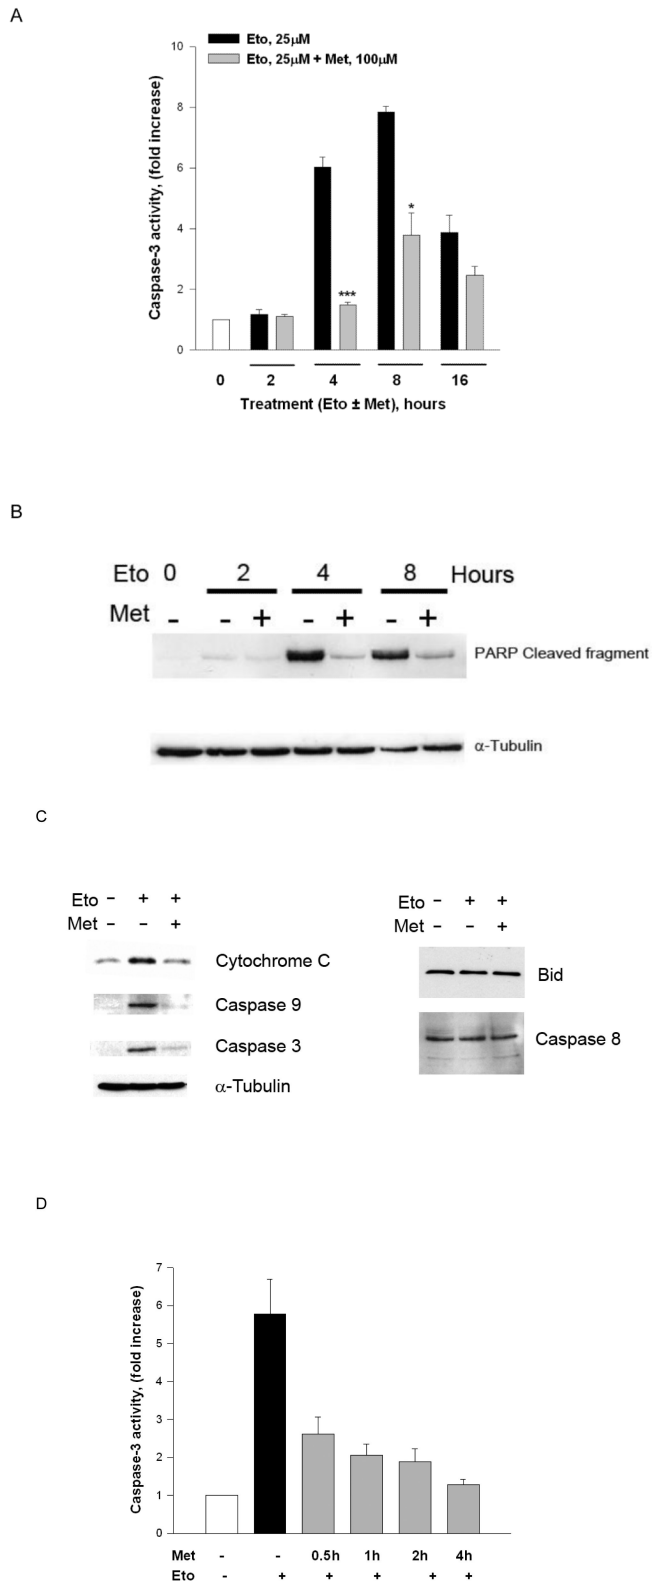 A
Eto, 25µM
Eto, 25µM + Met, 100µM
Caspase-3 activity, (fold increase)
10
8
6
4
2
0
0 2 4 8 16
Treatment (Eto ± Met), hours
B
Eto 0 2 4 8 Hours
Met - - + - + - +
PARP Cleaved fragment
α-Tubulin
C
Eto - + +
Met - - +
Cytochrome C
Caspase 9
Caspase 3
α-Tubulin
Eto - + +
Met - - +
Bid
Caspase 8
D
Caspase-3 activity, (fold increase)
7
6
5
4
3
2
1
0
Met - - 0.5h 1h 2h 4h
Eto - + + + + +
***
*